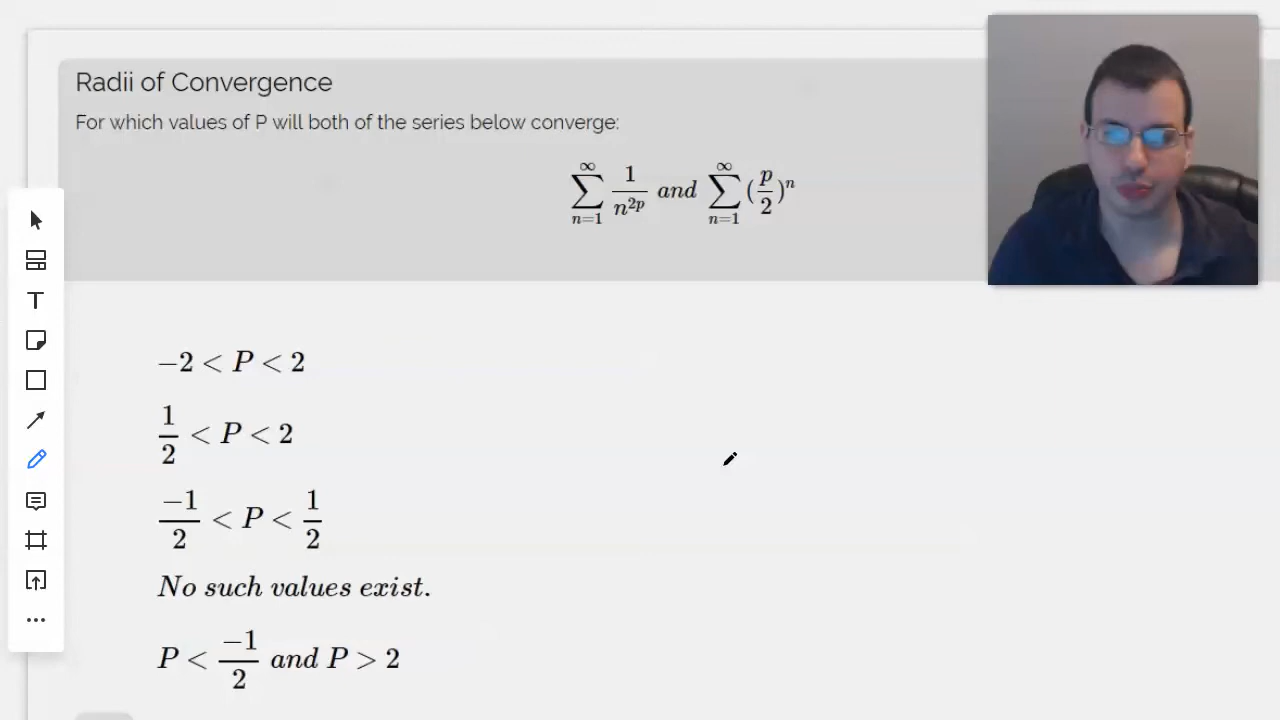 Radii of Convergence
For which values of P will both of the series below converge:
∑_{n=1}^{∞} 1/n^{2p} and ∑_{n=1}^{∞} (p/2)^n
−2 < P < 2
1/2 < P < 2
−1/2 < P < 1/2
No such values exist.
P < −1/2 and P > 2
T